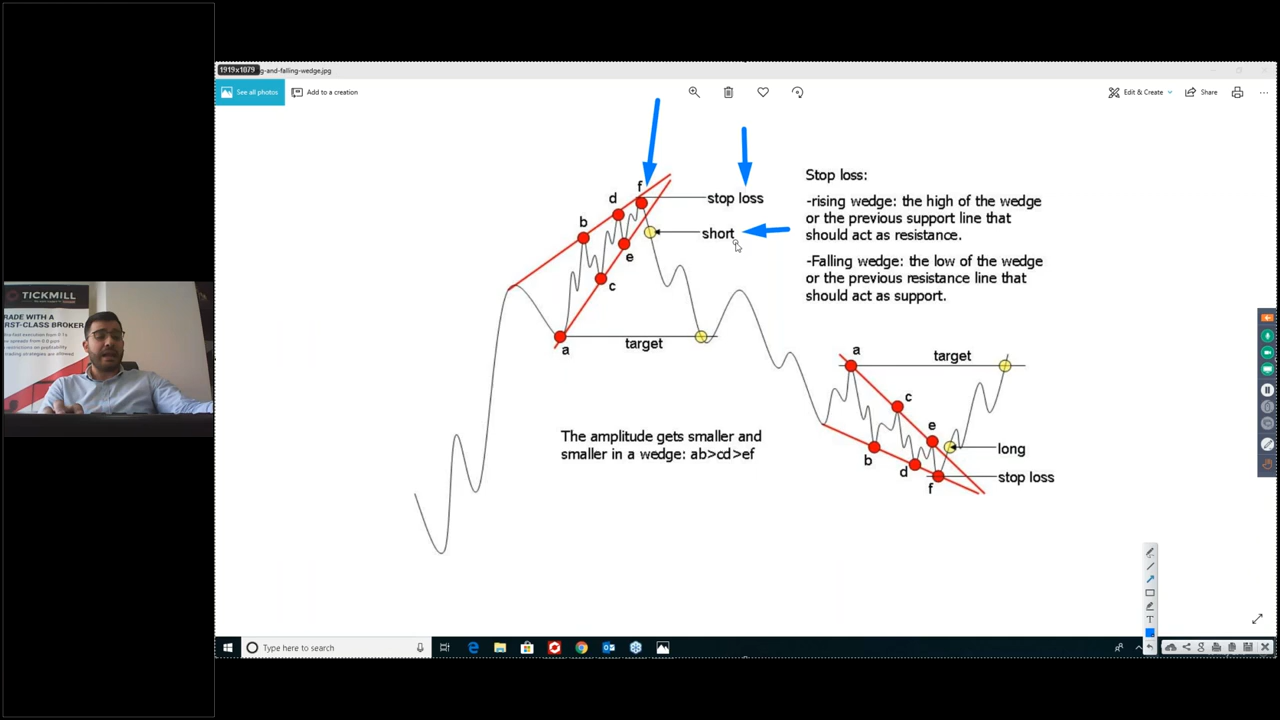 1919x1079
g-and-falling-wedge.jpg
See all photos
Add to a creation
Edit & Create
Share
f
d
b
stop loss
short
e
c
a
target
Stop loss:
-rising wedge: the high of the wedge
or the previous support line that
should act as resistance.
-Falling wedge: the low of the wedge
or the previous resistance line that
should act as support.
The amplitude gets smaller and
smaller in a wedge: ab>cd>ef
a
target
c
e
long
b
d
f
stop loss
TICKMILL
RADE WITH A
RST-CLASS BROKER
T
Type here to search